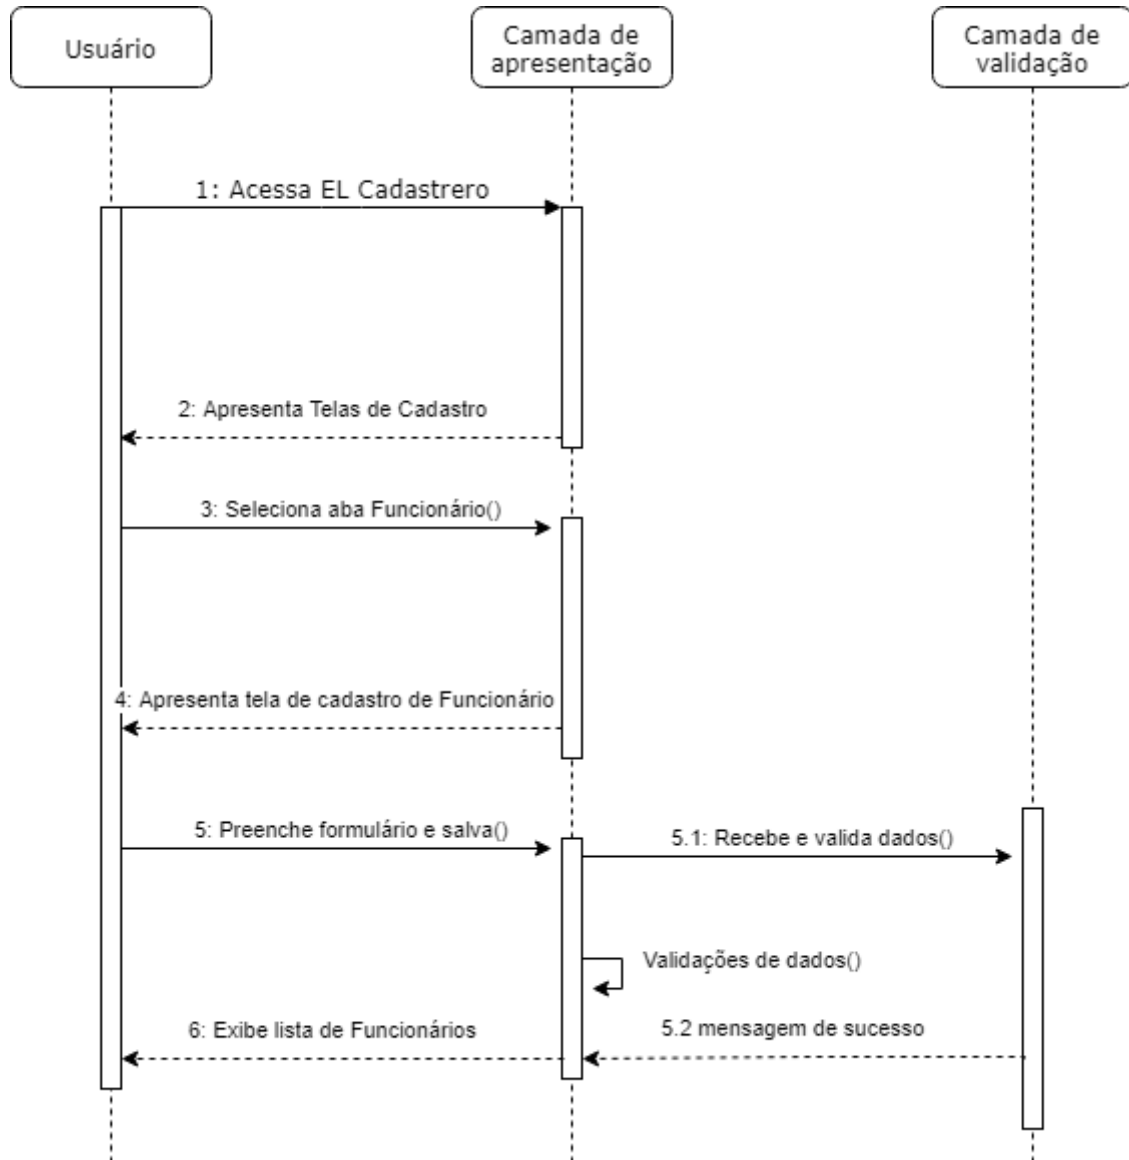 Usuário
Camada de
apresentação
Camada de
validação
1: Acessa EL Cadastrero
2: Apresenta Telas de Cadastro
3: Seleciona aba Funcionário()
4: Apresenta tela de cadastro de Funcionário
5: Preenche formulário e salva()
5.1: Recebe e valida dados()
Validações de dados()
6: Exibe lista de Funcionários
5.2 mensagem de sucesso